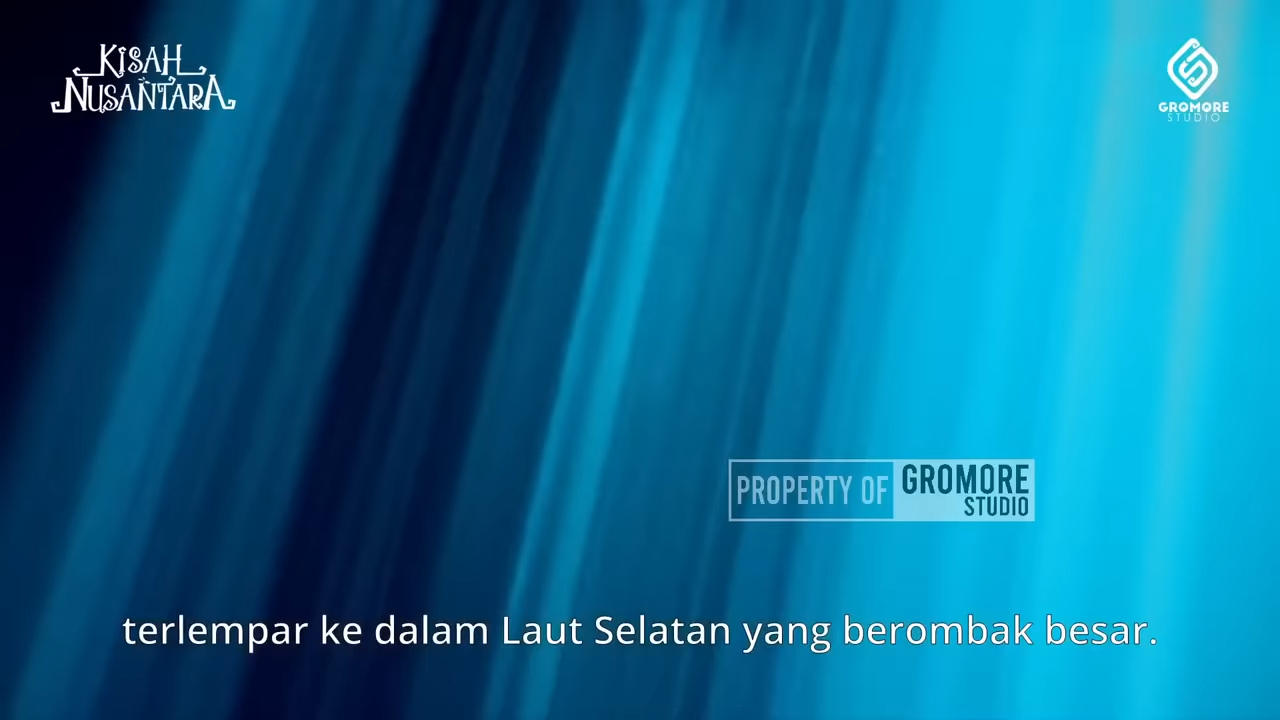 KISAH
NUSANTARA
GROMORE
STUDIO
PROPERTY OF GROMORE
STUDIO
terlempar ke dalam Laut Selatan yang berombak besar.